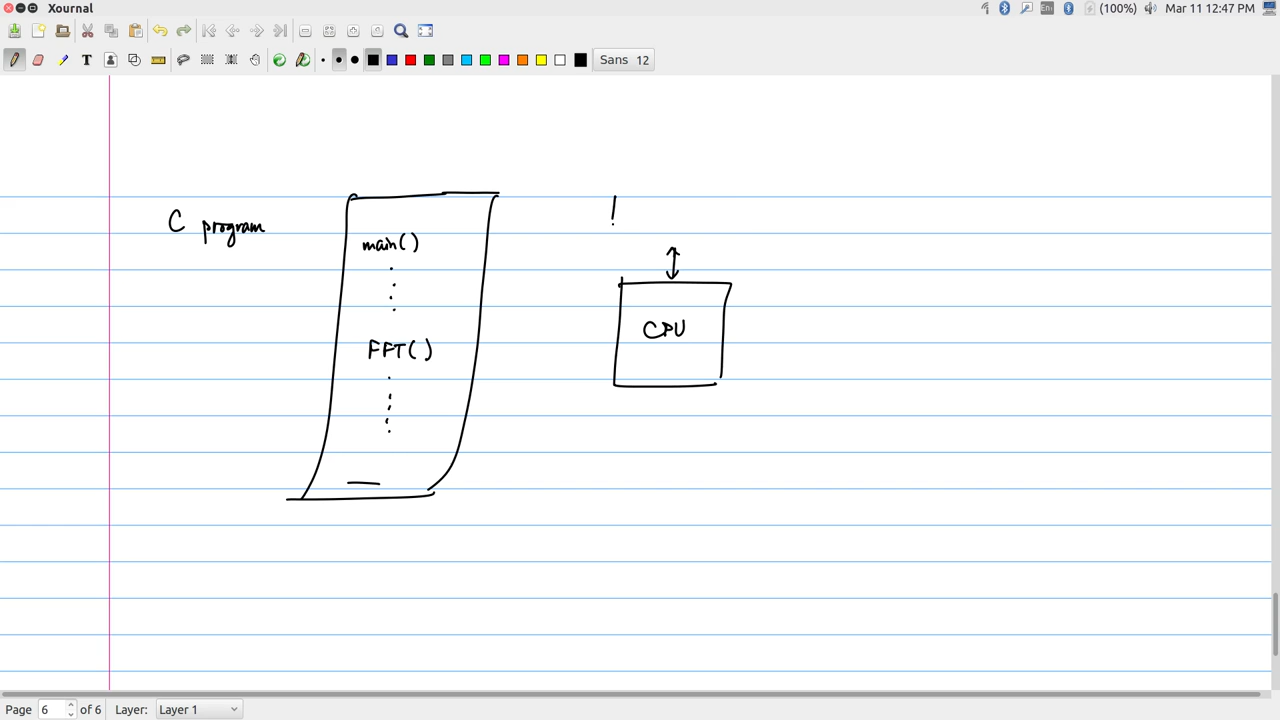 Xournal
(100%)
Mar 11 12:47 PM
T
Sans 12
C program
main()
FFT()
CPU
Page 6 of 6 Layer: Layer 1